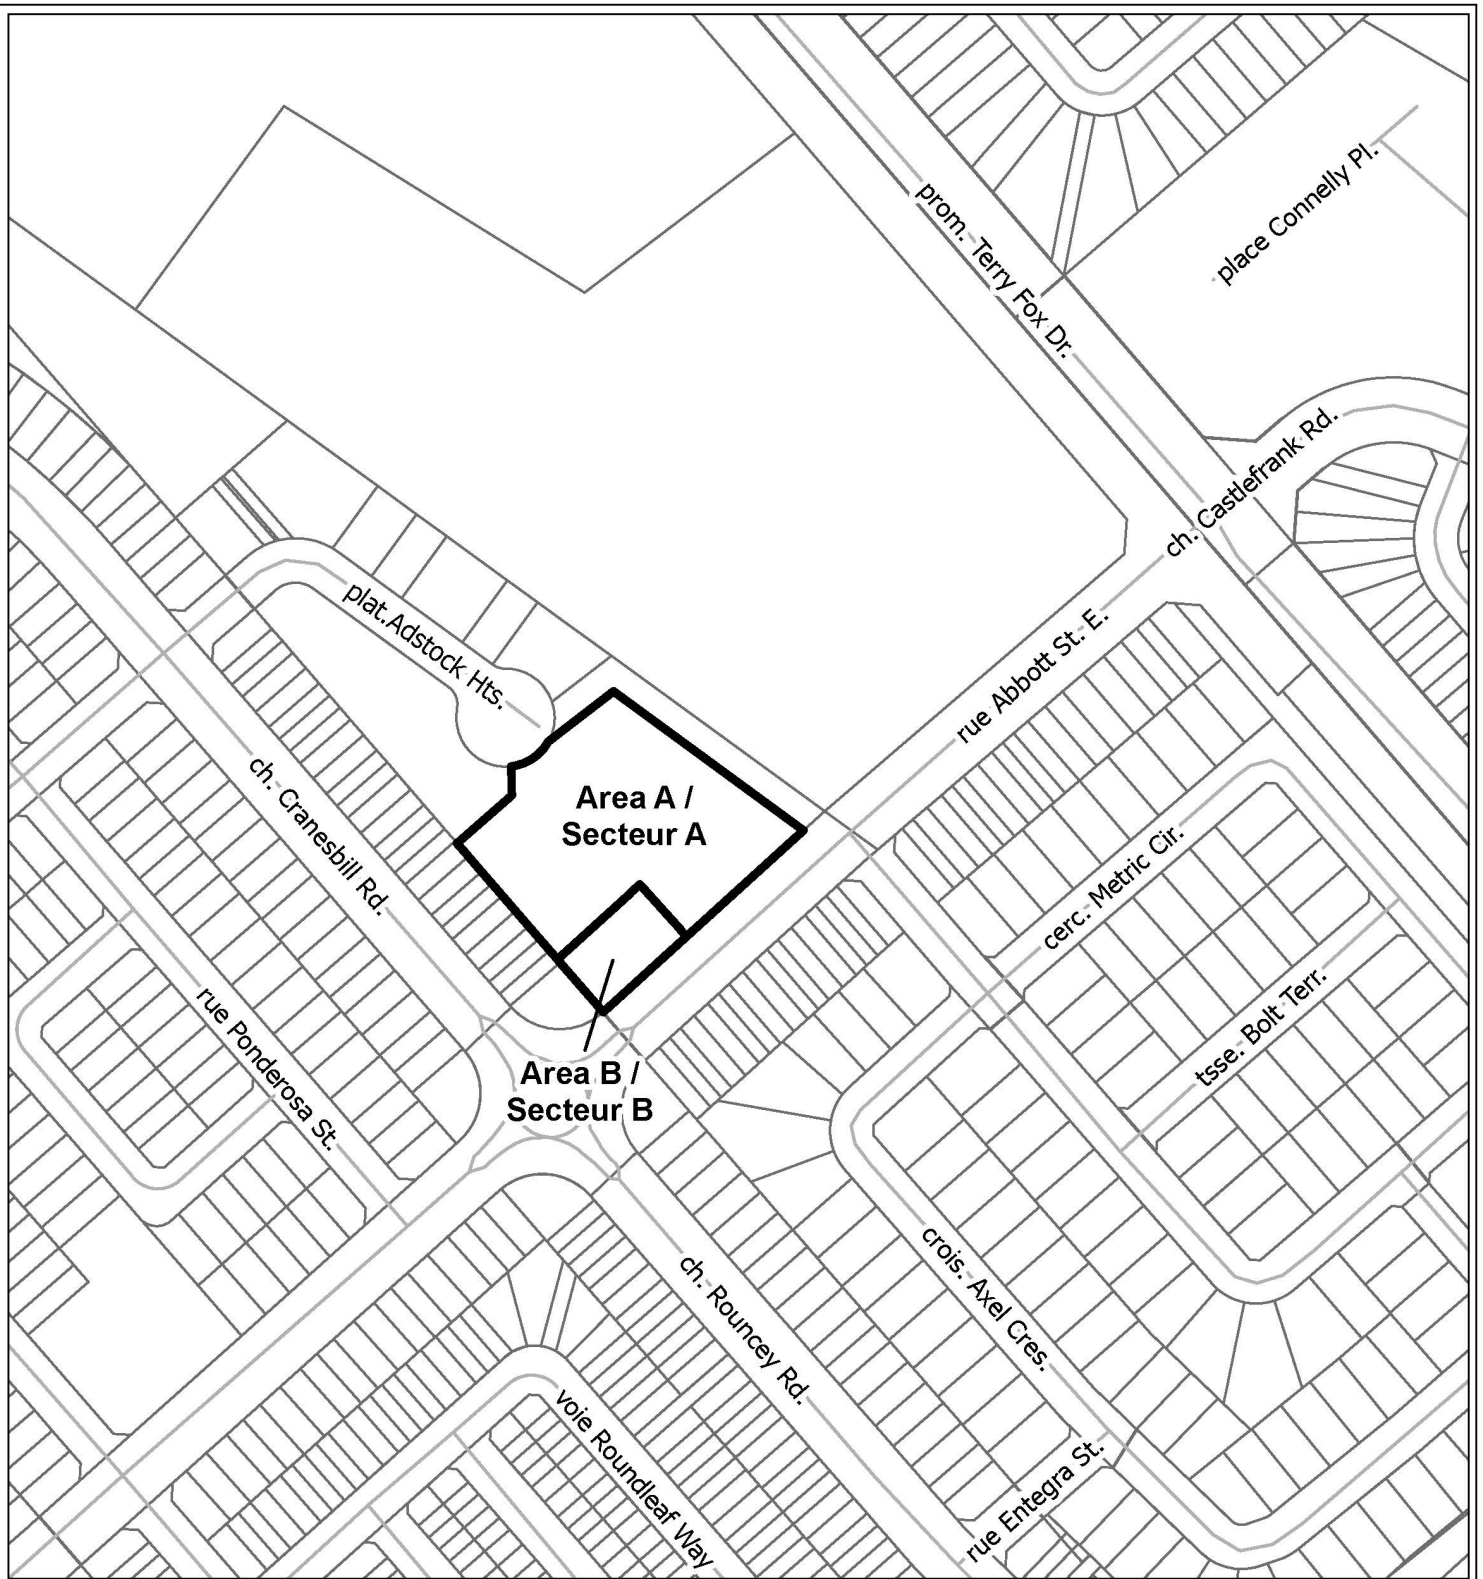 place Connelly Pl.
prom. Terry Fox Dr.
ch. Castlefrank Rd.
plat.Adstock Hts.
rue Abbott St. E.
Area A /
Secteur A
ch. Cranesbill Rd.
cerc. Metric Cir.
tsse. Bolt Terr.
rue Ponderosa St.
Area B /
Secteur B
crois. Axel Cres.
ch. Rouncey Rd.
voie Roundleaf Way
rue Entegra St.